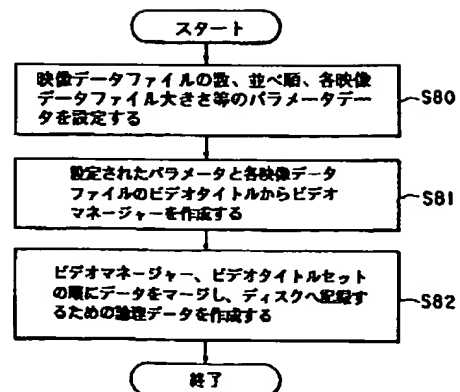 スタート
映像データファイルの数、並べ順、各映像
データファイル大きさ等のパラメータデー
タを設定する
S80
設定されたパラメータと各映像データ
ファイルのビデオタイトルからビデオ
マネージャーを作成する
S81
ビデオマネージャー、ビデオタイトルセット
の順にデータをマージし、ディスクへ記録す
るための論理データを作成する
S82
終了